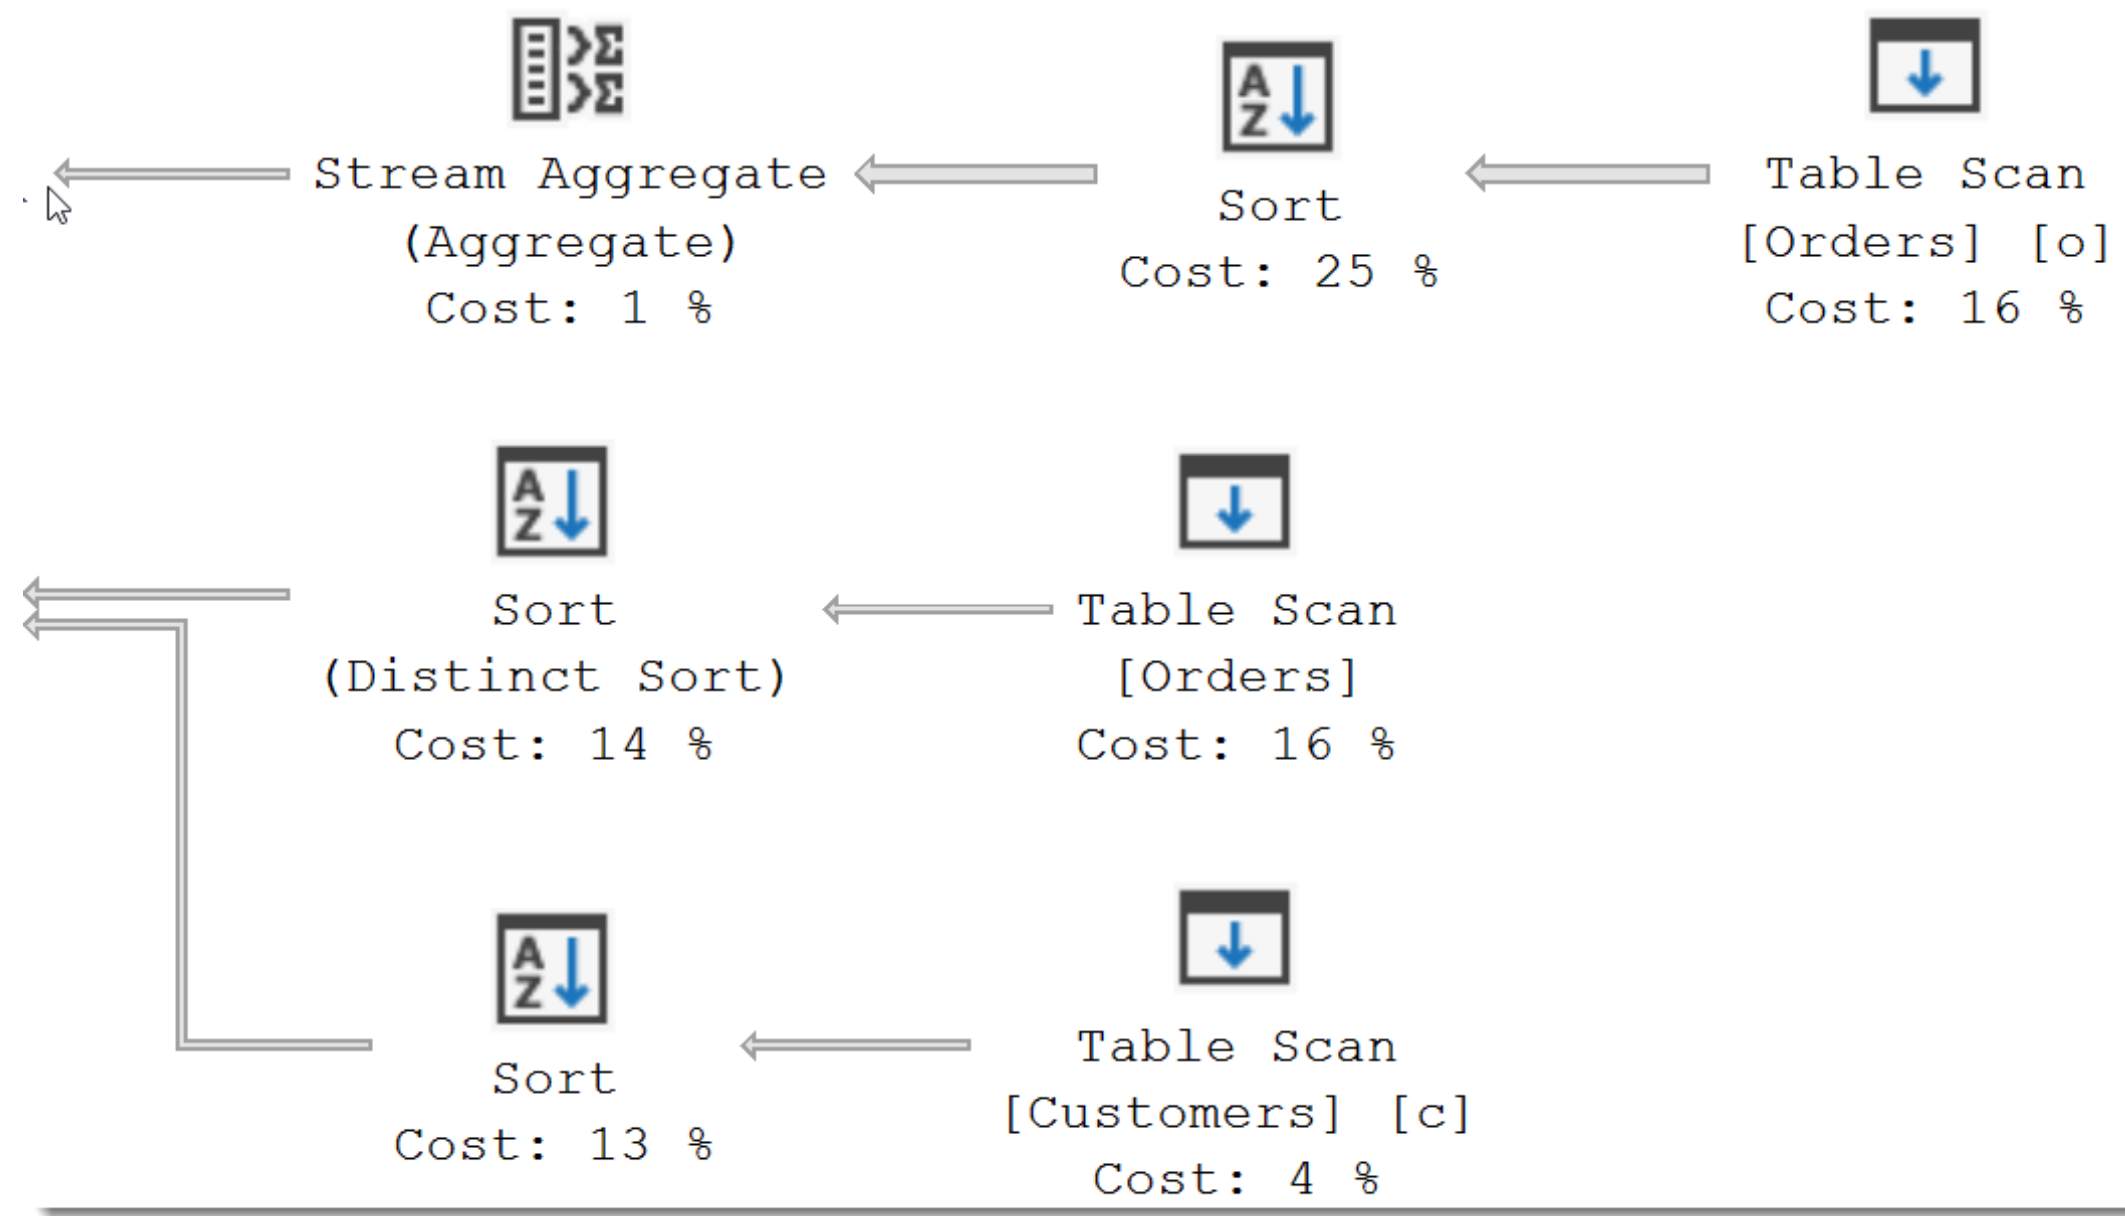 Stream Aggregate
(Aggregate)
Cost: 1 %
Sort
Cost: 25 %
Table Scan
[Orders] [o]
Cost: 16 %
Sort
(Distinct Sort)
Cost: 14 %
Table Scan
[Orders]
Cost: 16 %
Sort
Cost: 13 %
Table Scan
[Customers] [c]
Cost: 4 %